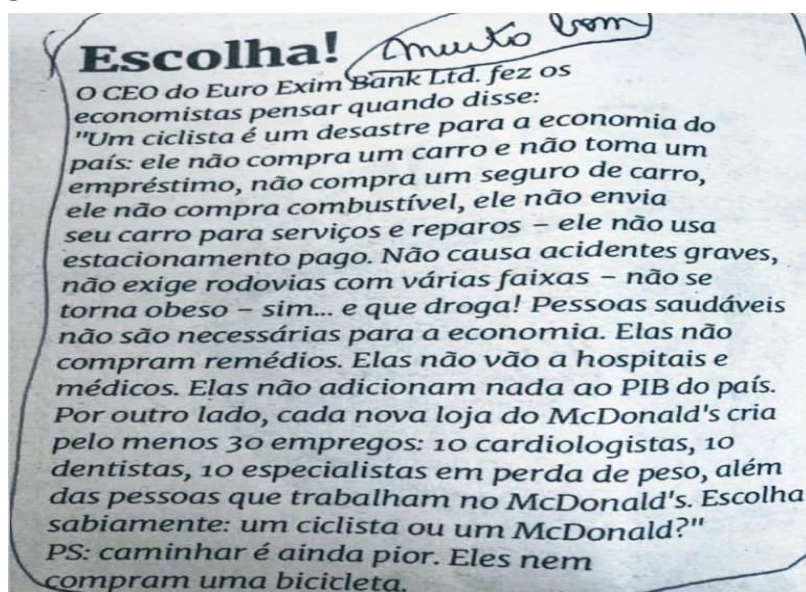 Escolha! muito bom
O CEO do Euro Exim Bank Ltd. fez os
economistas pensar quando disse:
"Um ciclista é um desastre para a economia do
país: ele não compra um carro e não toma um
empréstimo, não compra um seguro de carro,
ele não compra combustível, ele não envia
seu carro para serviços e reparos – ele não usa
estacionamento pago. Não causa acidentes graves,
não exige rodovias com várias faixas – não se
torna obeso – sim... e que droga! Pessoas saudáveis
não são necessárias para a economia. Elas não
compram remédios. Elas não vão a hospitais e
médicos. Elas não adicionam nada ao PIB do país.
Por outro lado, cada nova loja do McDonald's cria
pelo menos 30 empregos: 10 cardiologistas, 10
dentistas, 10 especialistas em perda de peso, além
das pessoas que trabalham no McDonald's. Escolha
sabiamente: um ciclista ou um McDonald?"
PS: caminhar é ainda pior. Eles nem
compram uma bicicleta.